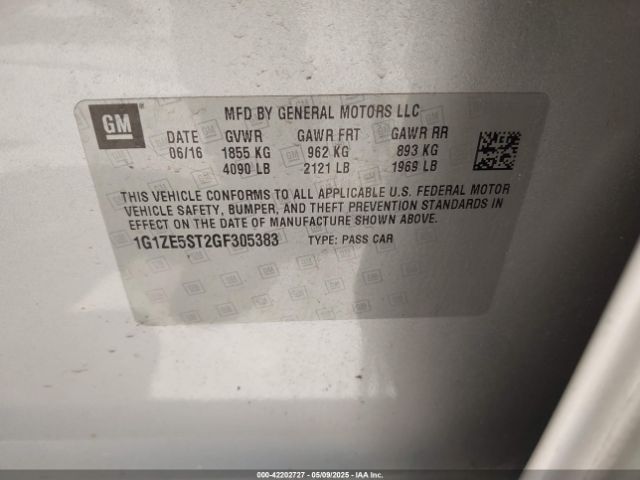 GM
MFD BY GENERAL MOTORS LLC
DATE GVWR GAWR FRT GAWR RR
06/16 1855 KG 962 KG 893 KG
4090 LB 2121 LB 1969 LB
THIS VEHICLE CONFORMS TO ALL APPLICABLE U.S. FEDERAL MOTOR
VEHICLE SAFETY, BUMPER, AND THEFT PREVENTION STANDARDS IN
EFFECT ON THE DATE OF MANUFACTURE SHOWN ABOVE.
1G1ZE5ST2GF305383 TYPE: PASS CAR
000-42202727 - 05/09/2025 - IAAI.COM